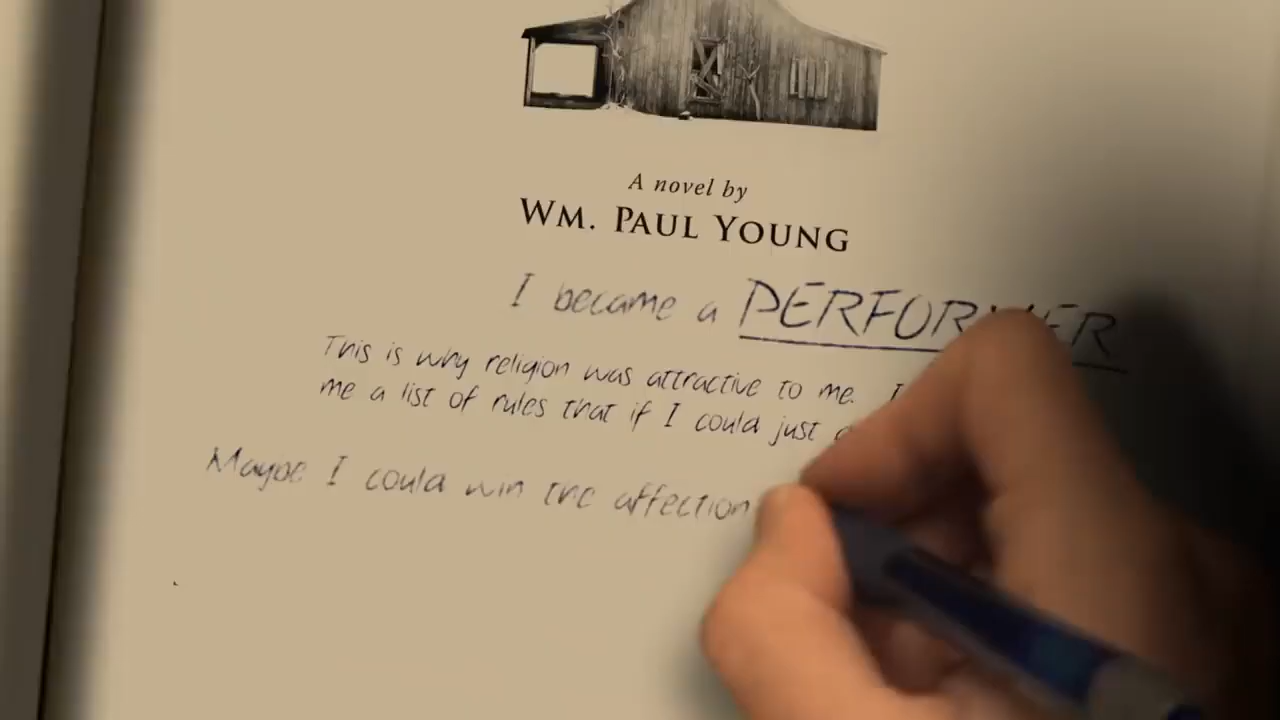 A novel by
WM. PAUL YOUNG
I became a PERFORMER
This is why religion was attractive to me. I
me a list of rules that if I could just
Maybe I could win the affection